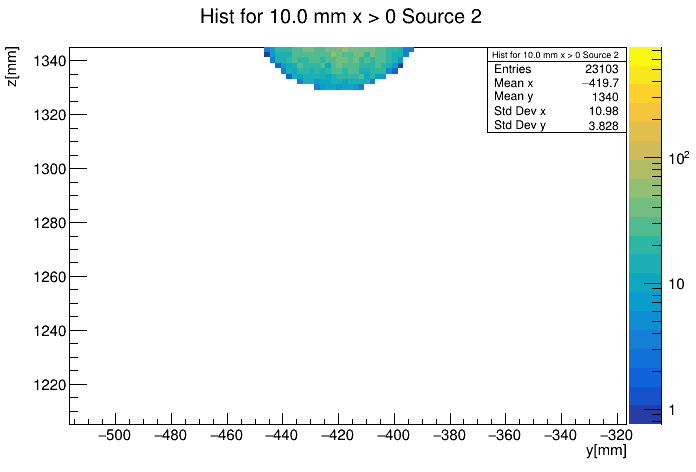 Hist for 10.0 mm x > 0 Source 2
z[mm]
1340
1320
1300
1280
1260
1240
1220
Hist for 10.0 mm x > 0 Source 2
Entries 23103
Mean x −419.7
Mean y 1340
Std Dev x 10.98
Std Dev y 3.828
10²
10
1
−500 −480 −460 −440 −420 −400 −380 −360 −340 −320
y[mm]